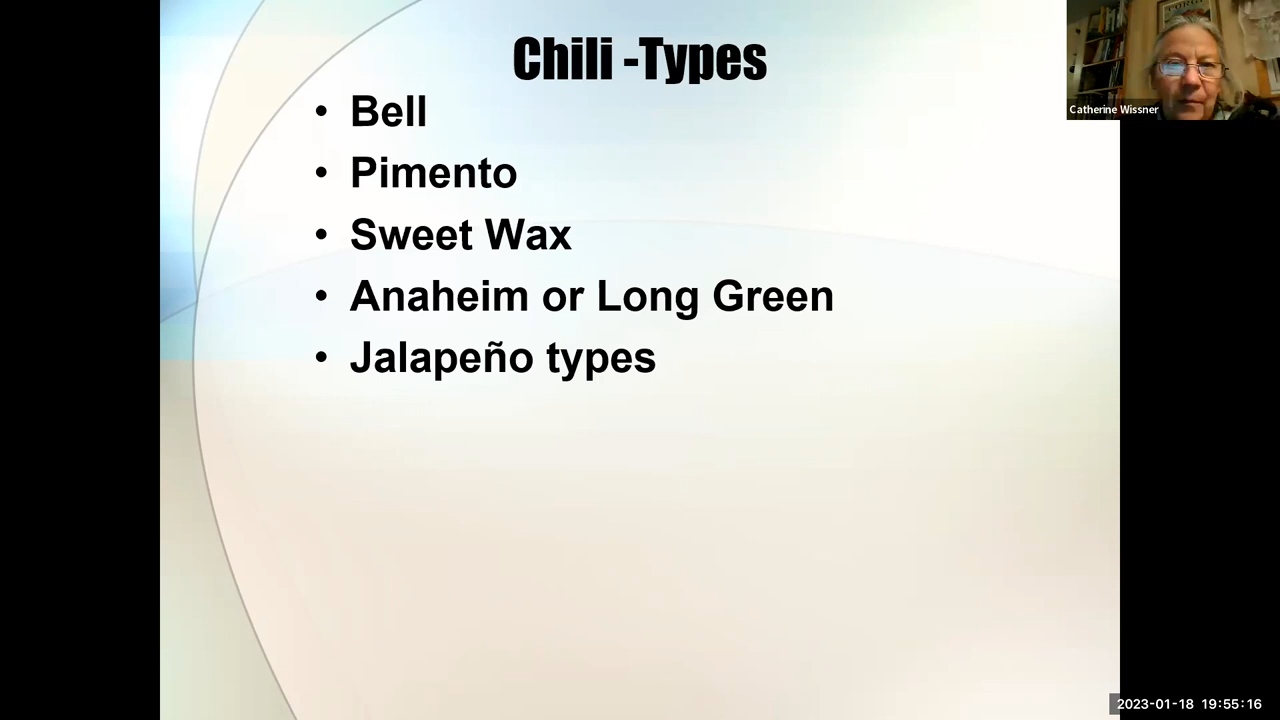 Chili -Types
• Bell
• Pimento
• Sweet Wax
• Anaheim or Long Green
• Jalapeño types
Catherine Wissner
2023-01-18 19:55:16